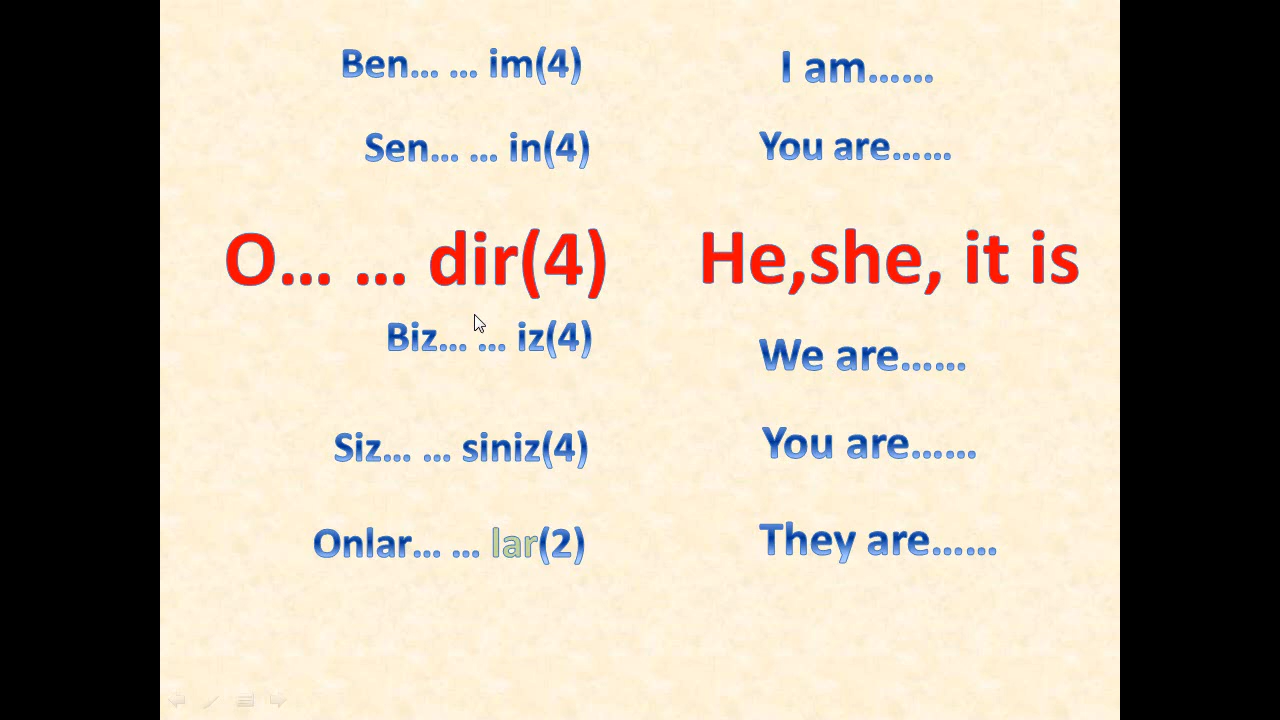 Ben... ... im(4) I am......
Sen... ... in(4) You are......
O... ... dir(4) He,she, it is
Biz... ... iz(4) We are......
Siz... ... siniz(4) You are......
Onlar... ... lar(2) They are......